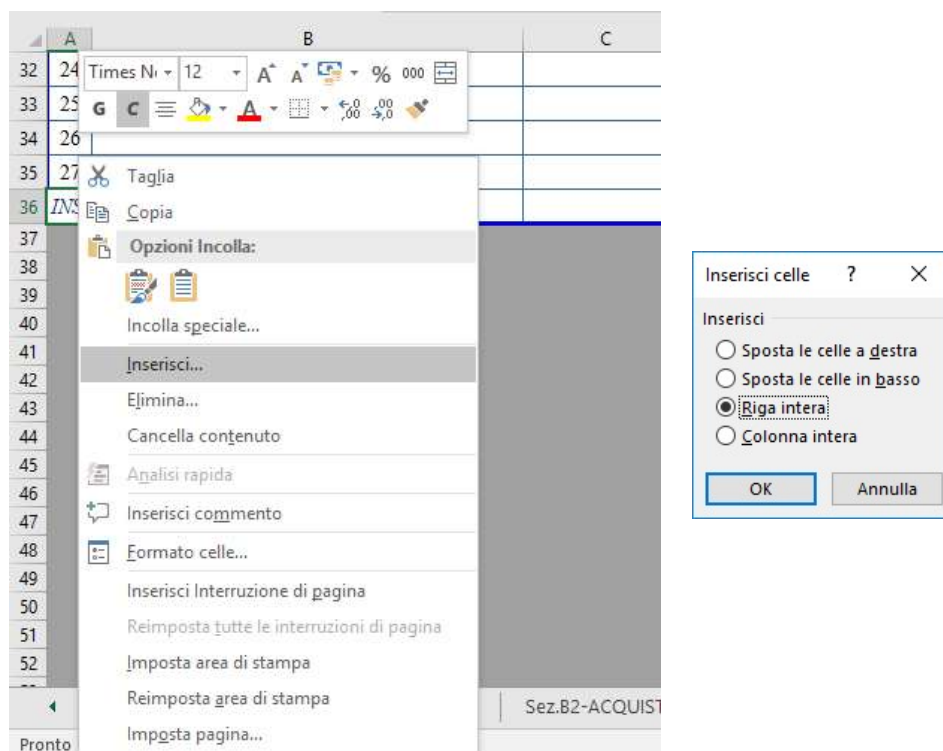 A B C
32 24 Times N 12 A A % 000
33 25 G C A ,00 ,00
34 26
35 27 Taglia
36 INS Copia
37 Opzioni Incolla:
38
39
40 Incolla speciale...
41 Inserisci...
42 Elimina...
43
44 Cancella contenuto
45 Analisi rapida
46
47 Inserisci commento
48 Formato celle...
49
50 Inserisci Interruzione di pagina
51 Reimposta tutte le interruzioni di pagina
52 Imposta area di stampa
Reimposta area di stampa Sez.B2-ACQUIST
Pronto Imposta pagina...
Inserisci celle ? ×
Inserisci
Sposta le celle a destra
Sposta le celle in basso
Riga intera
Colonna intera
OK Annulla